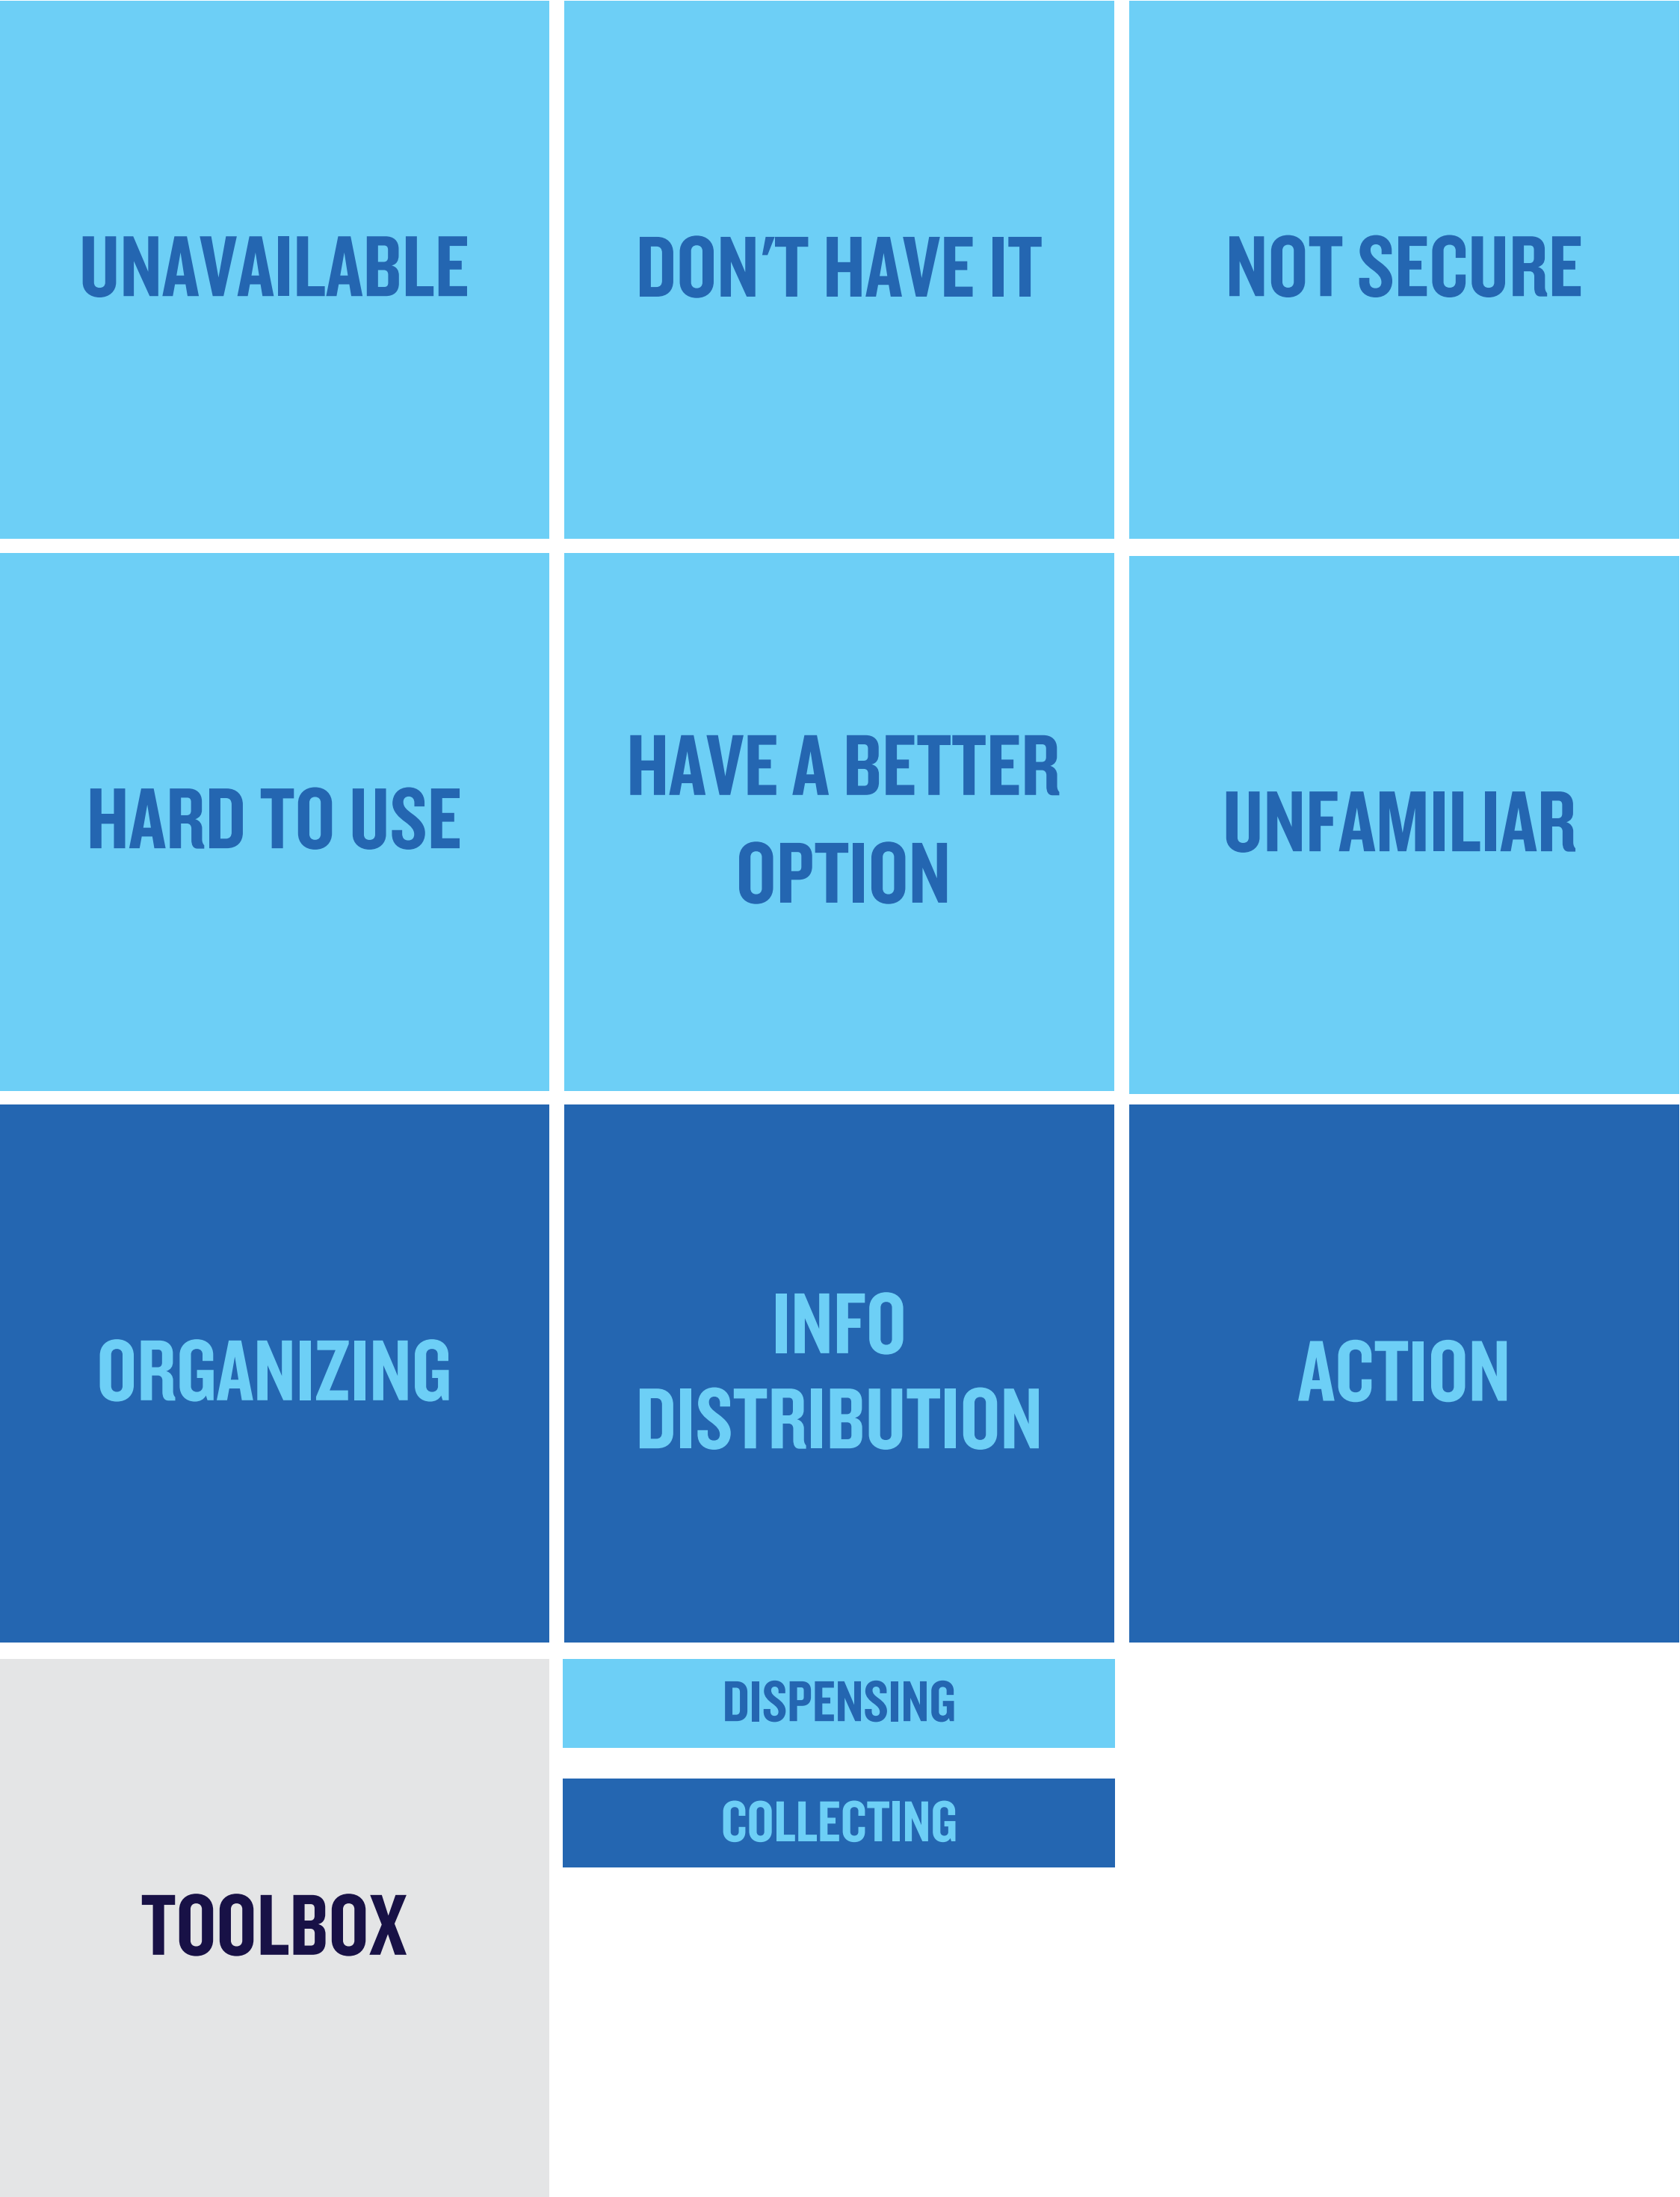 UNAVAILABLE
DON'T HAVE IT
NOT SECURE
HARD TO USE
HAVE A BETTER
OPTION
UNFAMILIAR
ORGANIZING
INFO
DISTRIBUTION
ACTION
TOOLBOX
DISPENSING
COLLECTING